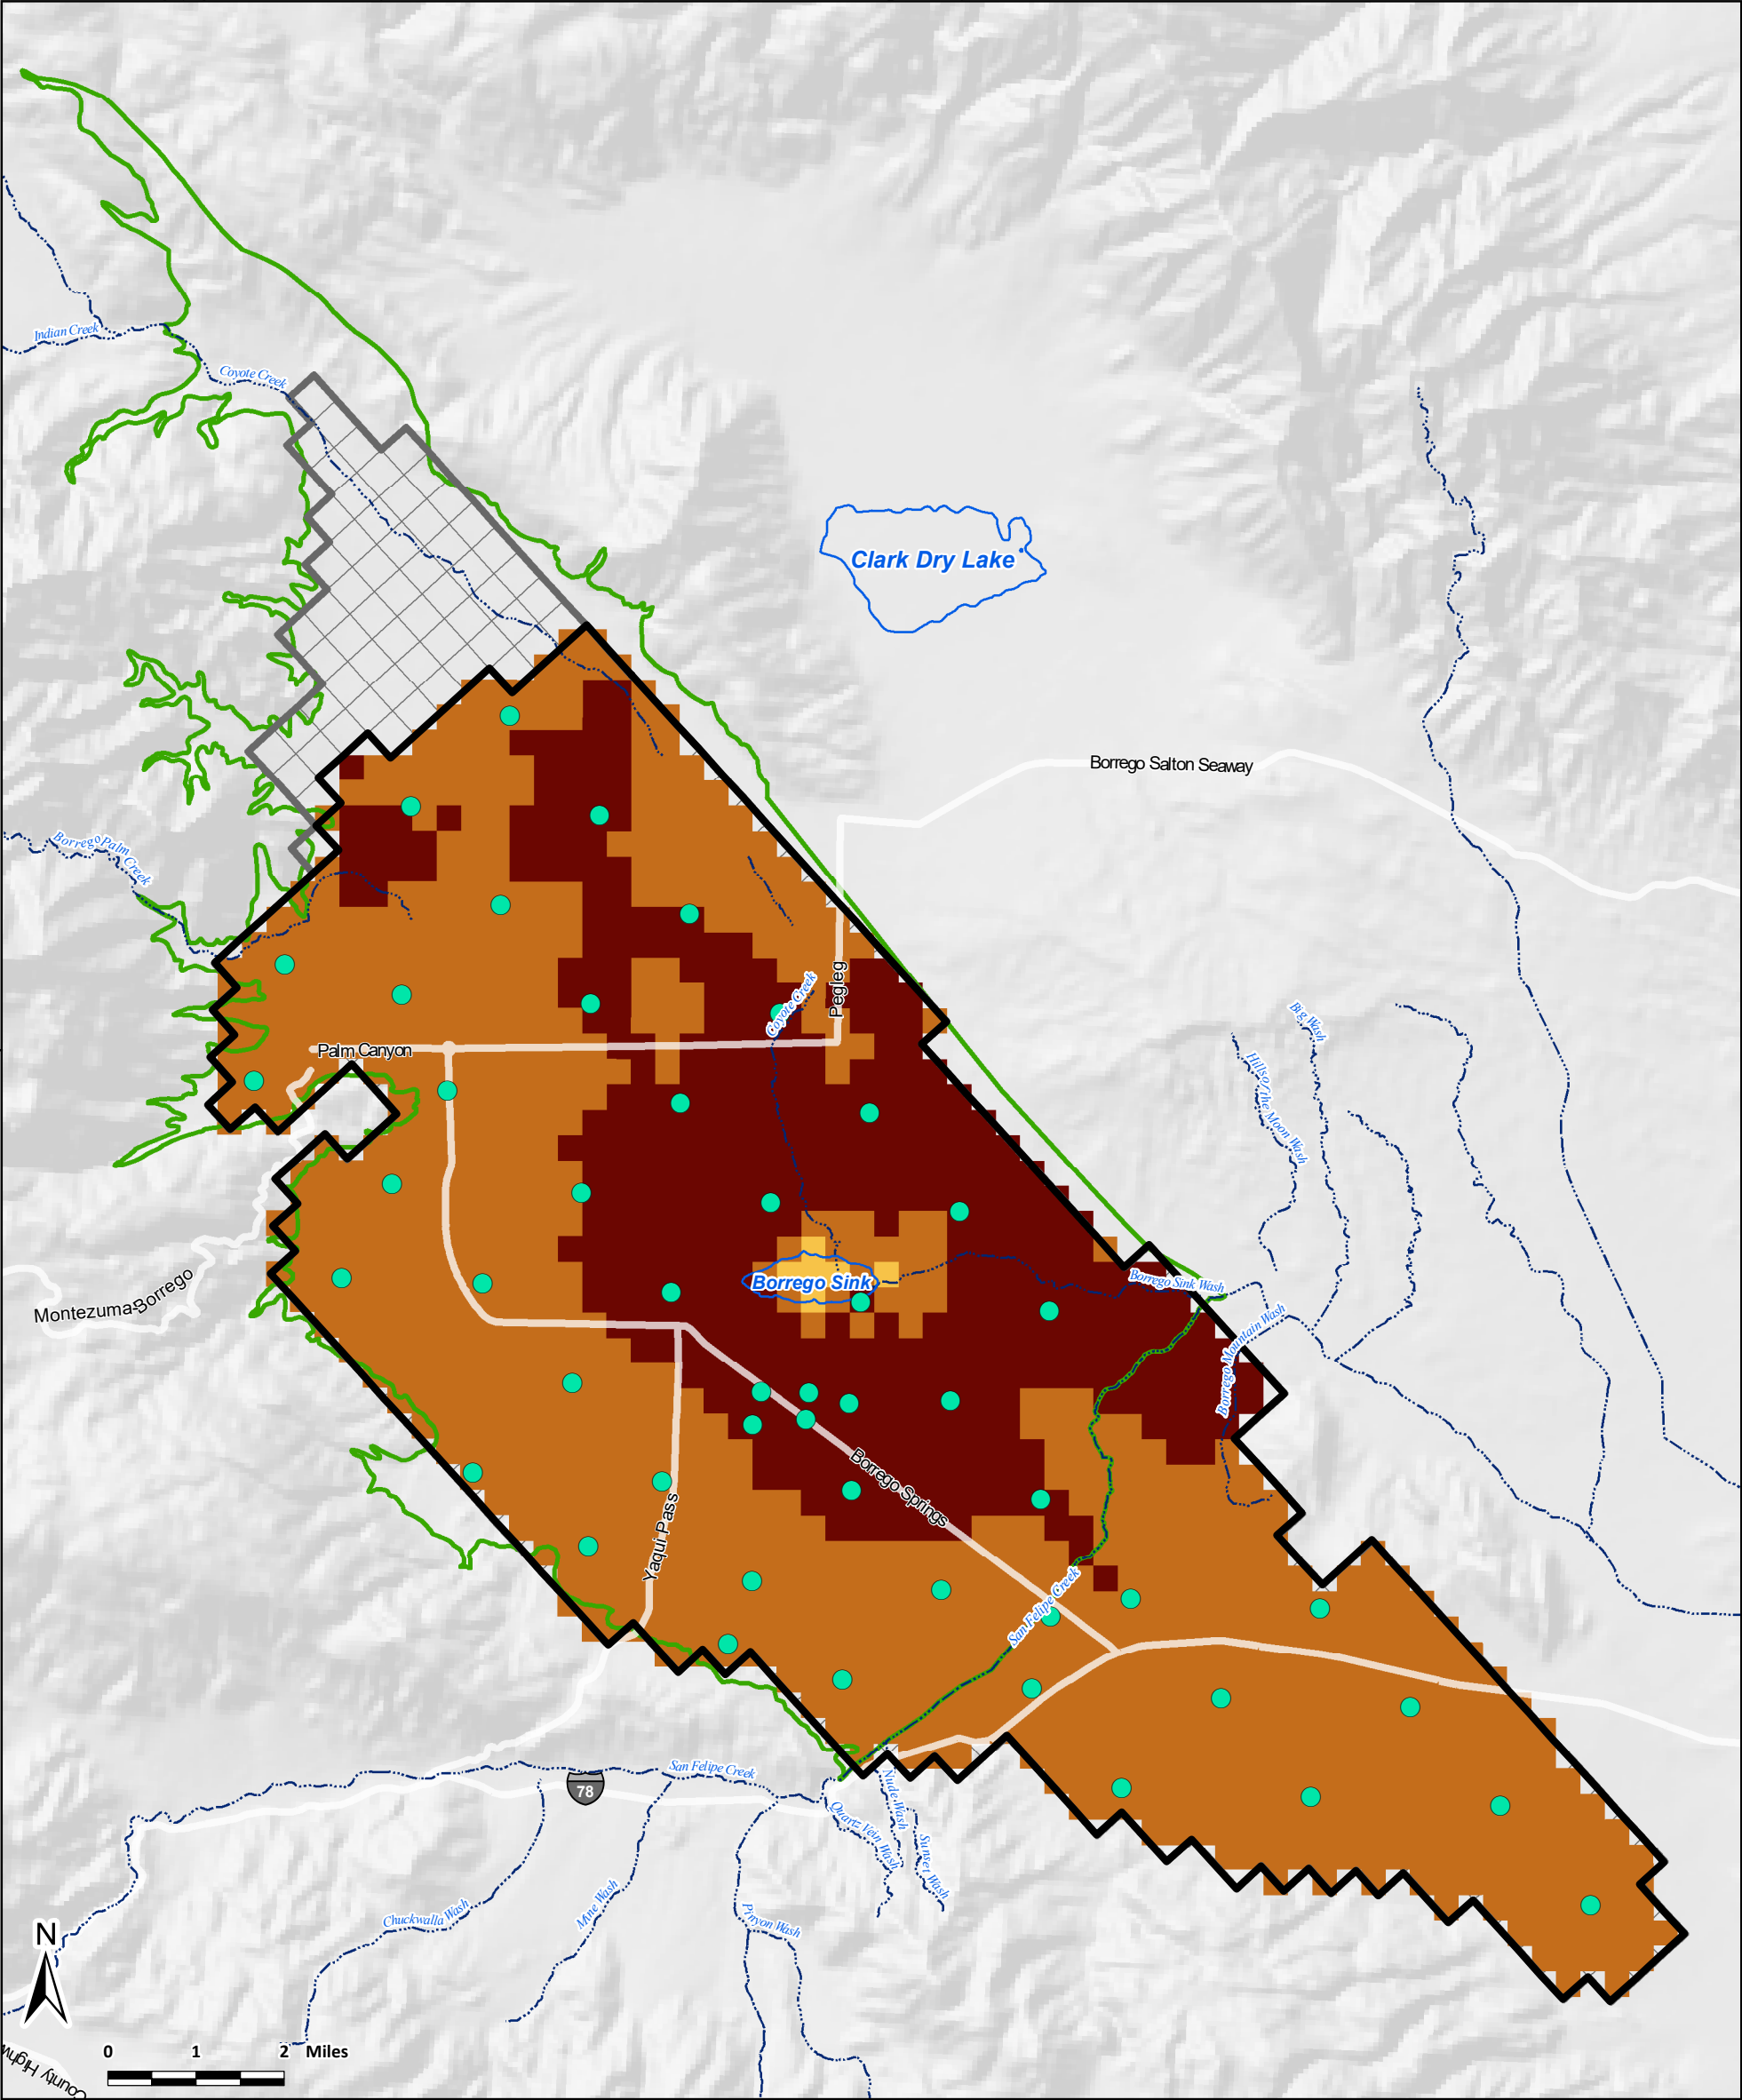 Indian Creek
Coyote Creek
Clark Dry Lake
Borrego Salton Seaway
Borrego Palm Creek
Pegleg
Coyote Creek
Palm Canyon
Big Wash
Hills of the Moon Wash
Borrego Sink
Borrego Sink Wash
Montezuma-Borrego
Borrego Mountain Wash
Borrego Springs
Yaqui Pass
San Felipe Creek
San Felipe Creek
78
Nude Wash
Quartz Vein Wash
Sunset Wash
Chuckwalla Wash
Mine Wash
Pinyon Wash
N
0 1 2 Miles
County Highw